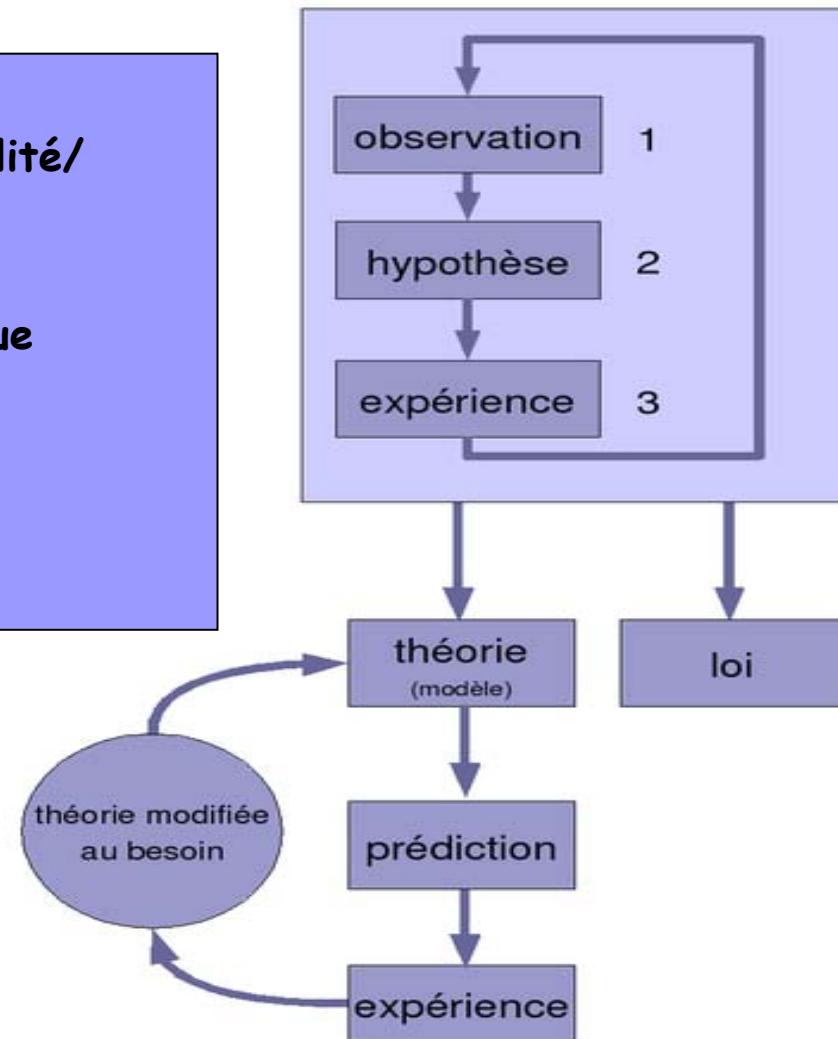 lité/
ue
observation 1
hypothèse 2
expérience 3
théorie
(modèle)
loi
théorie modifiée
au besoin
prédiction
expérience